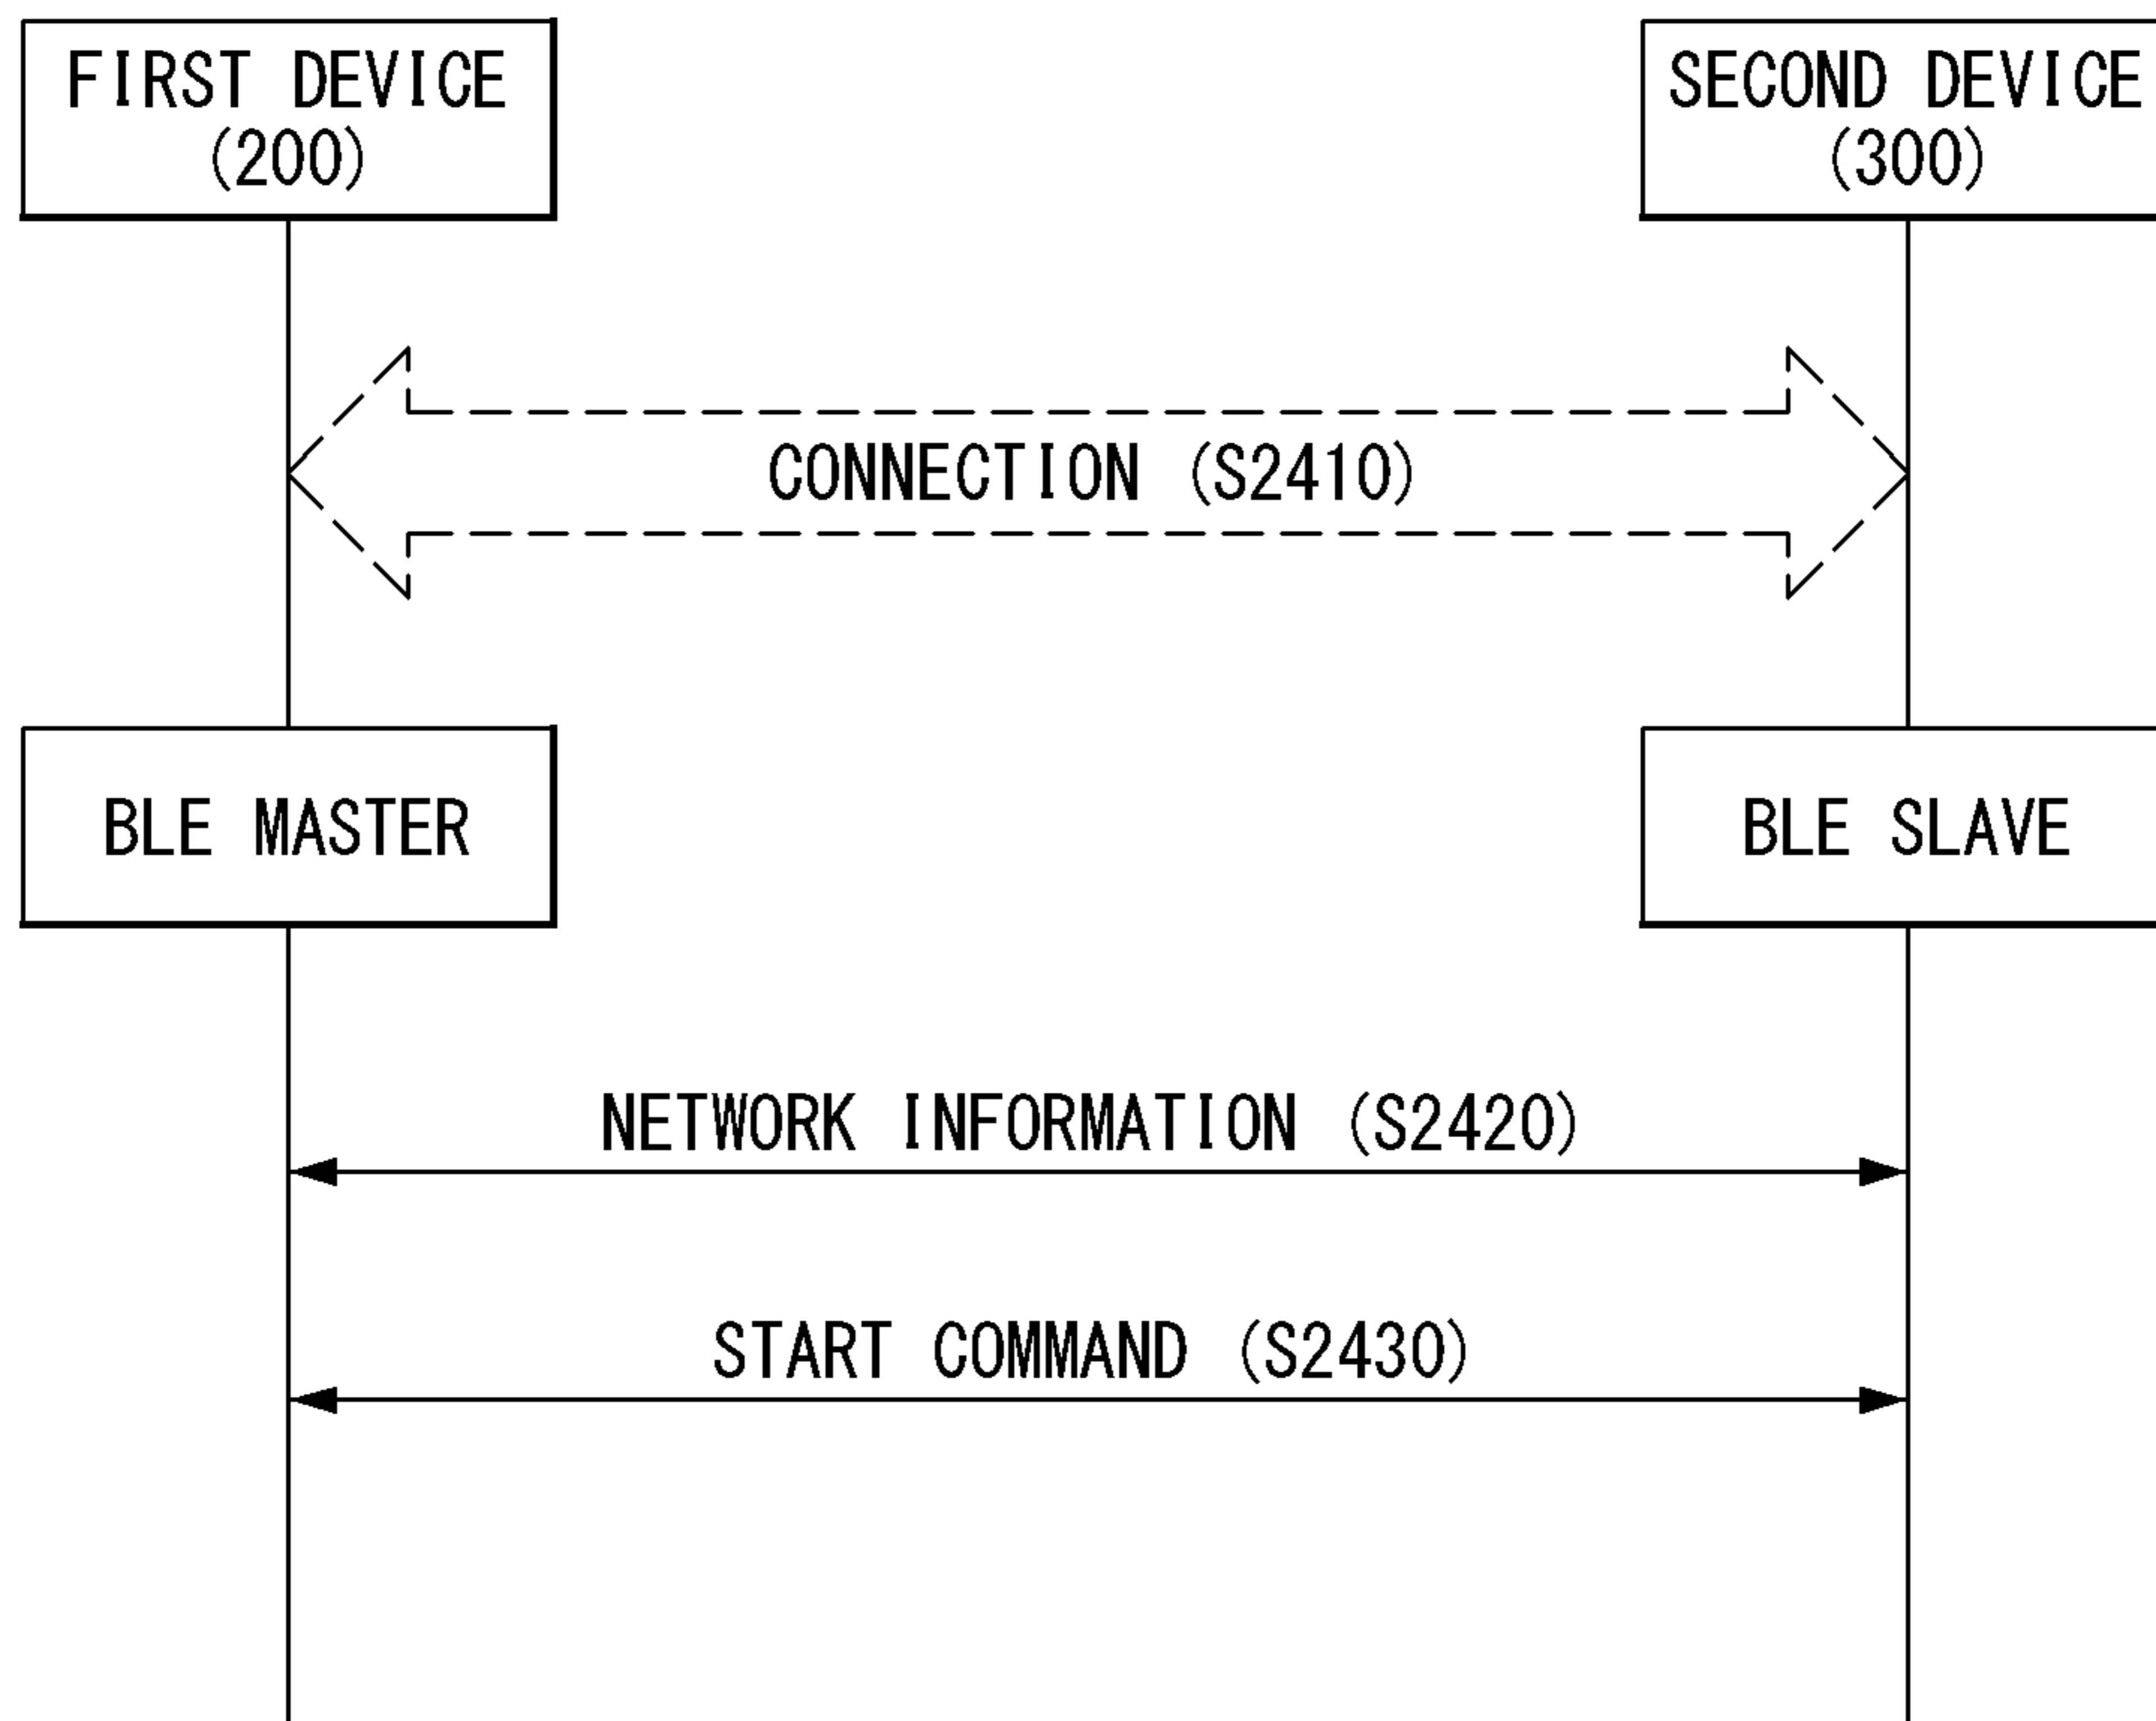 FIRST DEVICE
(200)
SECOND DEVICE
(300)
CONNECTION (S2410)
BLE MASTER
BLE SLAVE
NETWORK INFORMATION (S2420)
START COMMAND (S2430)